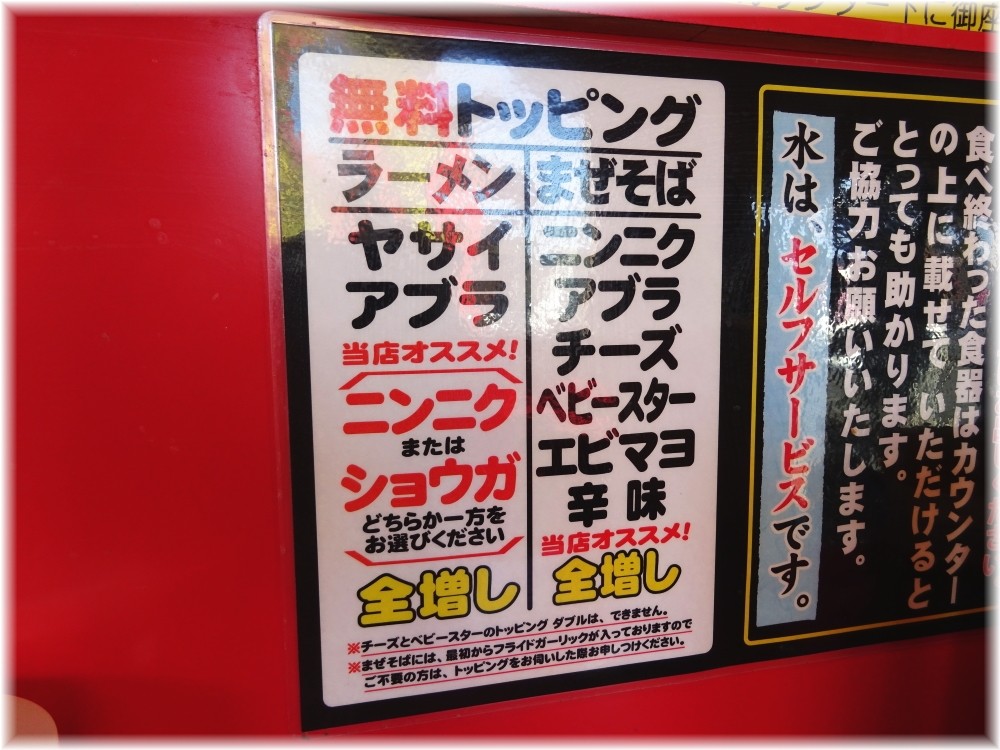 無料トッピング
ラーメン
ヤサイ
アブラ
当店オススメ!
ニンニク
または
ショウガ
どちらか一方を
お選びください
全増し
まぜそば
ニンニク
アブラ
チーズ
ベビースター
エビマヨ
辛味
当店オススメ!
全増し
※チーズとベビースターのトッピング ダブルは、できません。
※まぜそばには、最初からフライドガーリックが入っておりますので
ご不要の方は、トッピングをお伺いした際お申しつけください。
食べ終わった食器はカウンター
の上に載せていただけると
とっても助かります。
ご協力お願いいたします。
水は、セルフサービスです。
に御座